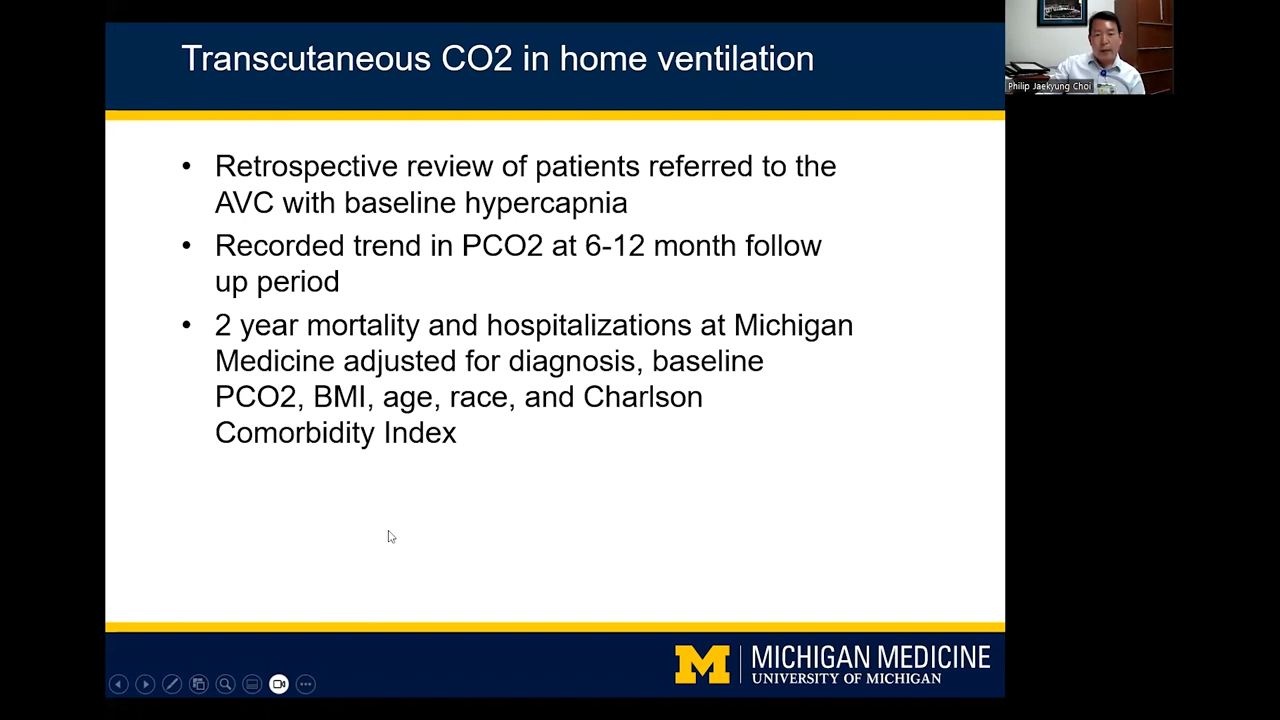 Transcutaneous CO2 in home ventilation
Philip Jaekyung Choi
• Retrospective review of patients referred to the
AVC with baseline hypercapnia
• Recorded trend in PCO2 at 6-12 month follow
up period
• 2 year mortality and hospitalizations at Michigan
Medicine adjusted for diagnosis, baseline
PCO2, BMI, age, race, and Charlson
Comorbidity Index
M
MICHIGAN MEDICINE
UNIVERSITY OF MICHIGAN